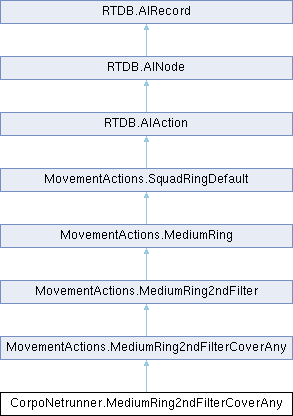 RTDB.AIRecord
RTDB.AINode
RTDB.AIAction
MovementActions.SquadRingDefault
MovementActions.MediumRing
MovementActions.MediumRing2ndFilter
MovementActions.MediumRing2ndFilterCoverAny
CorpoNetrunner.MediumRing2ndFilterCoverAny